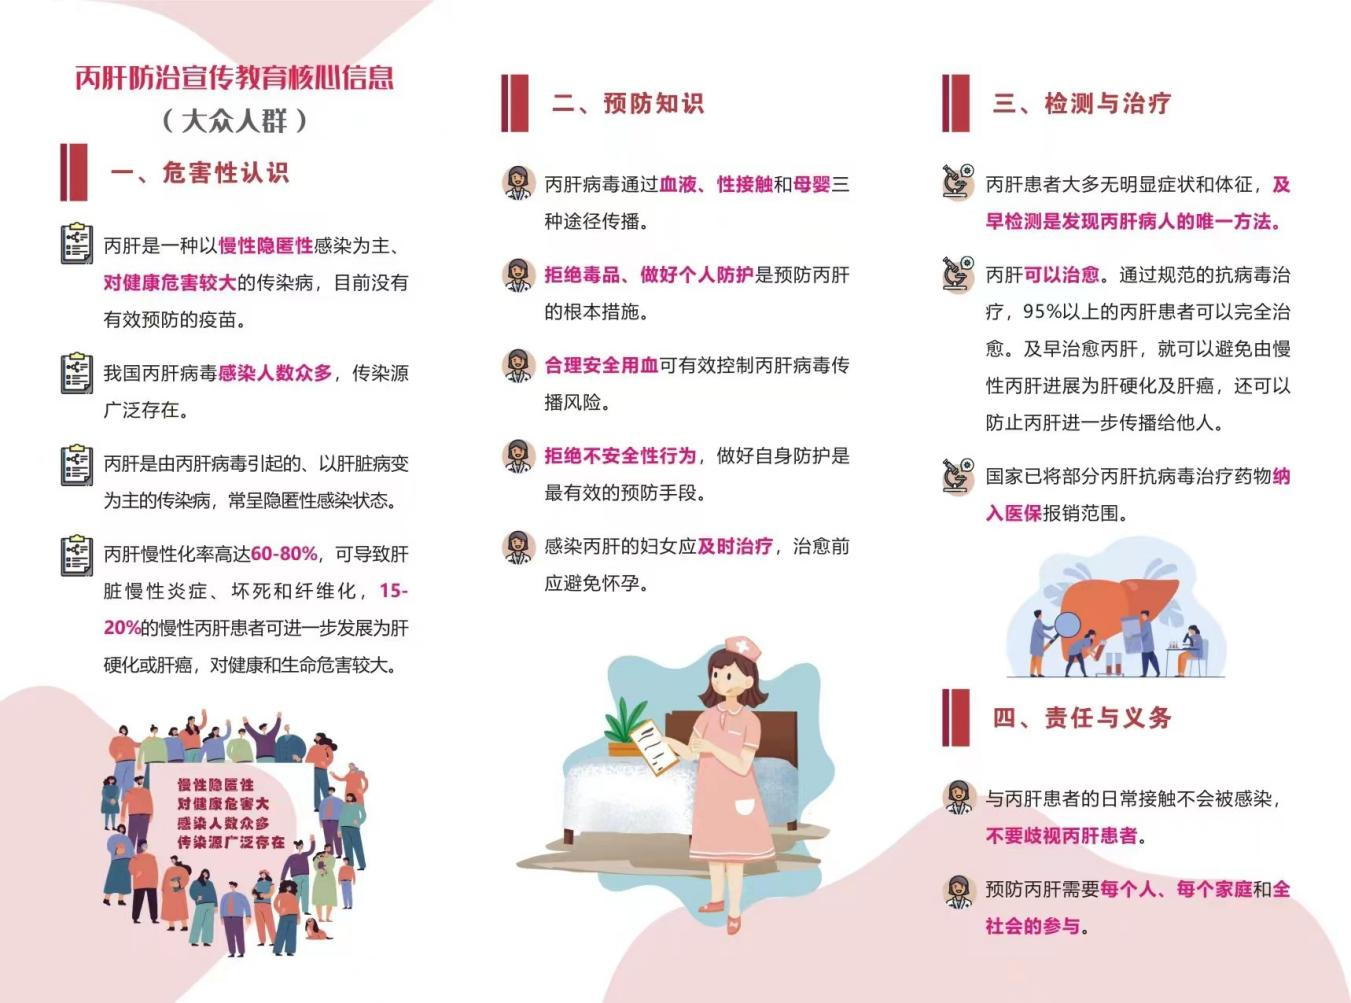 丙肝防治宣传教育核心信息
（大众人群）
一、危害性认识
丙肝是一种以慢性隐匿性感染为主、
对健康危害较大的传染病，目前没有
有效预防的疫苗。
我国丙肝病毒感染人数众多，传染源
广泛存在。
丙肝是由丙肝病毒引起的、以肝脏病变
为主的传染病，常呈隐匿性感染状态。
丙肝慢性化率高达60-80%，可导致肝
脏慢性炎症、坏死和纤维化，15-
20%的慢性丙肝患者可进一步发展为肝
硬化或肝癌，对健康和生命危害较大。
慢性隐匿性
对健康危害大
感染人数众多
传染源广泛存在
二、预防知识
丙肝病毒通过血液、性接触和母婴三
种途径传播。
拒绝毒品、做好个人防护是预防丙肝
的根本措施。
合理安全用血可有效控制丙肝病毒传
播风险。
拒绝不安全性行为，做好自身防护是
最有效的预防手段。
感染丙肝的妇女应及时治疗，治愈前
应避免怀孕。
三、检测与治疗
丙肝患者大多无明显症状和体征，及
早检测是发现丙肝病人的唯一方法。
丙肝可以治愈。通过规范的抗病毒治
疗，95%以上的丙肝患者可以完全治
愈。及早治愈丙肝，就可以避免由慢
性丙肝进展为肝硬化及肝癌，还可以
防止丙肝进一步传播给他人。
国家已将部分丙肝抗病毒治疗药物纳
入医保报销范围。
四、责任与义务
与丙肝患者的日常接触不会被感染，
不要歧视丙肝患者。
预防丙肝需要每个人、每个家庭和全
社会的参与。